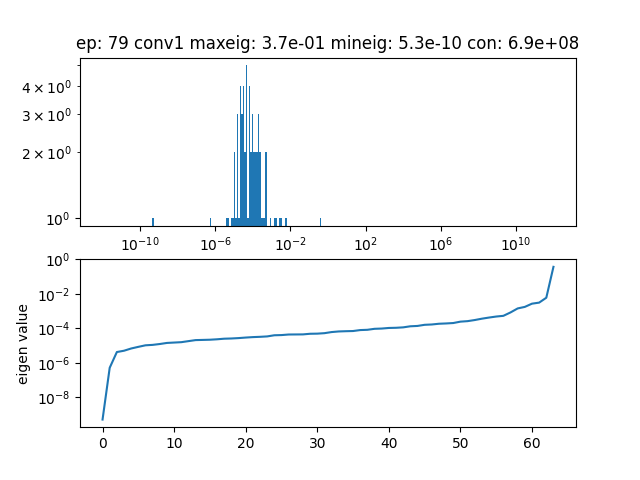 ep: 79 conv1 maxeig: 3.7e-01 mineig: 5.3e-10 con: 6.9e+08
4 × 10⁰
3 × 10⁰
2 × 10⁰
10⁰
10⁻¹⁰ 10⁻⁶ 10⁻² 10² 10⁶ 10¹⁰
10⁰
10⁻²
10⁻⁴
10⁻⁶
10⁻⁸
eigen value
0 10 20 30 40 50 60